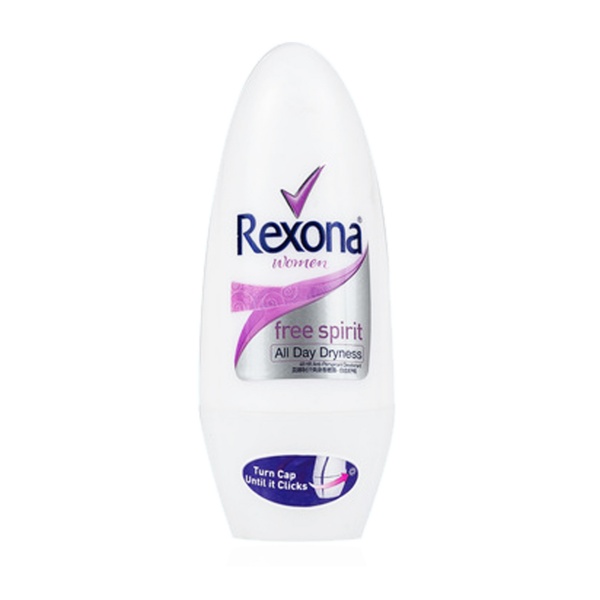 Rexona®
women
free spirit
All Day Dryness
Turn Cap
Until it Clicks